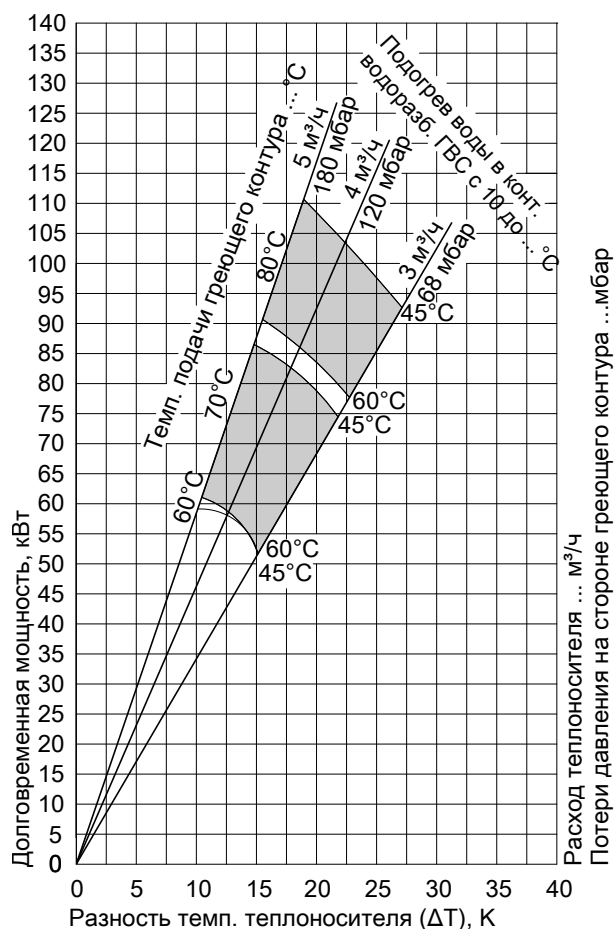 140
135
130
125
120
115
110
105
100
95
90
85
80
75
70
65
60
55
50
45
40
35
30
25
20
15
10
5
0
Долговременная мощность, кВт
0 5 10 15 20 25 30 35 40
Разность темп. теплоносителя (ΔT), K
Темп. подачи греющего контура ... °C
80°C
70°C
60°C
5 м³/ч
180 мбар
4 м³/ч
120 мбар
3 м³/ч
68 мбар
Подогрев воды в конт.
водоразб. ГВС с 10 до ... °C
45°C
60°C
45°C
60°C
45°C
Расход теплоносителя ... м³/ч
Потери давления на стороне греющего контура ...мбар